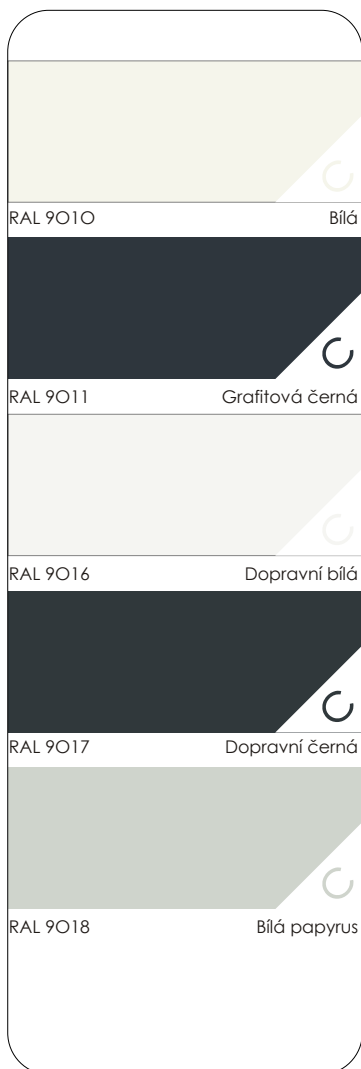 RAL 9010 Bílá
RAL 9011 Grafitová černá
RAL 9016 Dopravní bílá
RAL 9017 Dopravní černá
RAL 9018 Bílá papyrus